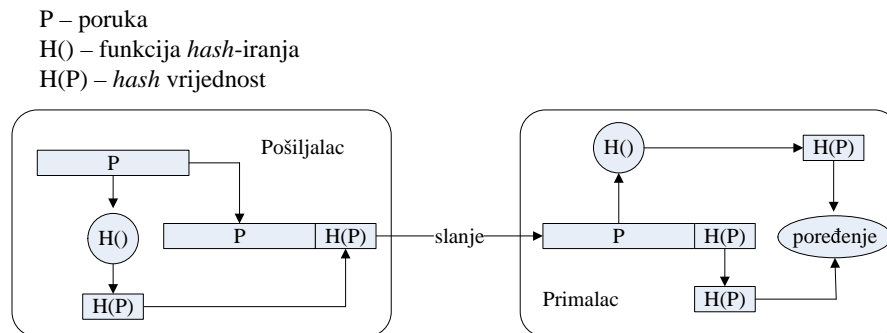 P – poruka
H() – funkcija hash-iranja
H(P) – hash vrijednost
Pošiljalac
P
H()
P
H(P)
H(P)
slanje
H()
H(P)
P
H(P)
poređenje
H(P)
Primalac